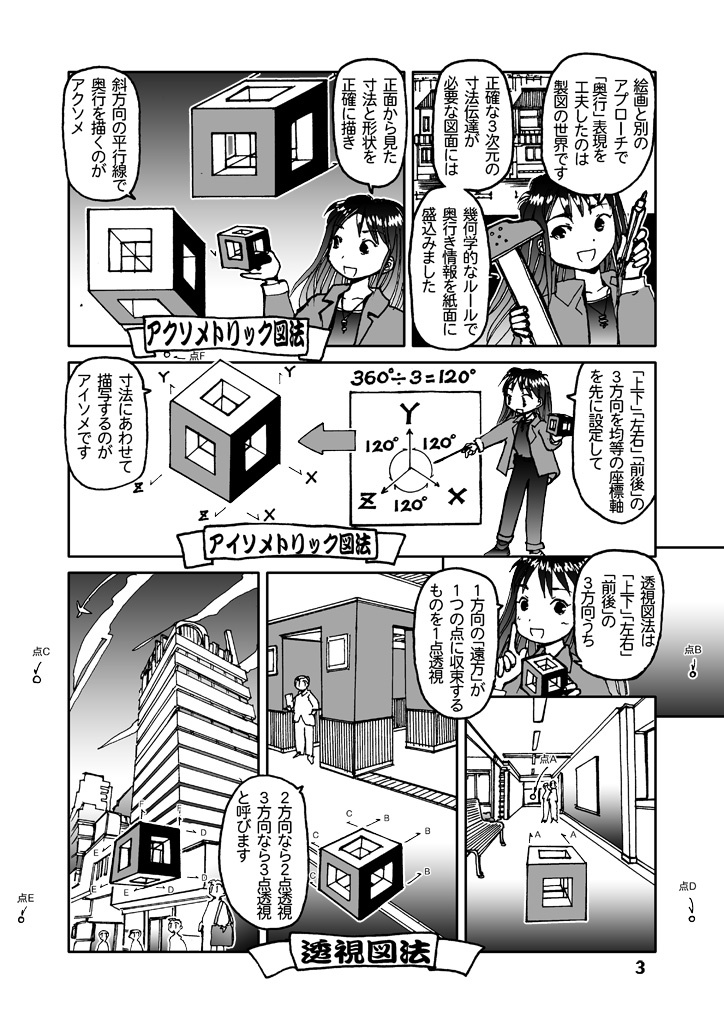 絵画と別の
アプローチで
「奥行」表現を
工夫したのは
製図の世界です
正確な3次元の
寸法伝達が
必要な図面には
幾何学的なルールで
奥行き情報を紙面に
盛込みました
正面から見た
寸法と形状を
正確に描き
斜方向の平行線で
奥行を描くのが
アクソメ
アクソメトリック図法
点F
「上下」「左右」「前後」の
3方向を均等の座標軸
を先に設定して
360°÷3=120°
Y
120°
120°
Z
X
120°
Y
Y
Z
X
Z
X
寸法にあわせて
描写するのが
アイソメです
アイソメトリック図法
透視図法は
「上下」「左右」
「前後」の
3方向うち
1方向の「遠方」が
1つの点に収束する
ものを1点透視
点B
点A
A
A
2方向なら2点透視
3方向なら3点透視
と呼びます
C
B
C
B
C
B
点C
F
F
E
D
E
D
E
D
点E
点D
透視図法
3